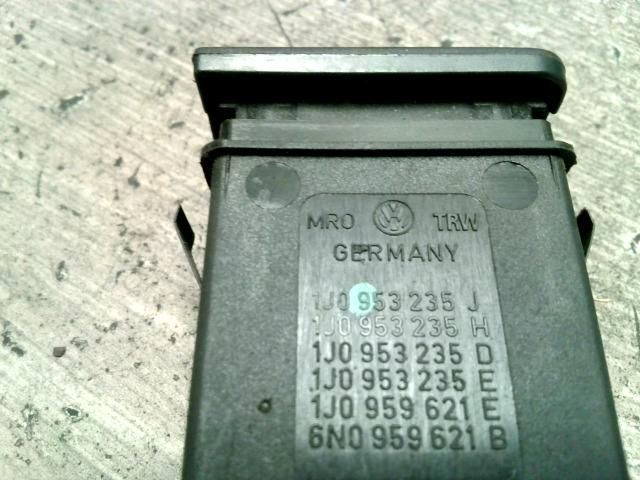 MRO VW TRW
GERMANY
1J0 953 235 J
1J0 953 235 H
1J0 953 235 D
1J0 953 235 E
1J0 959 621 E
6N0 959 621 B